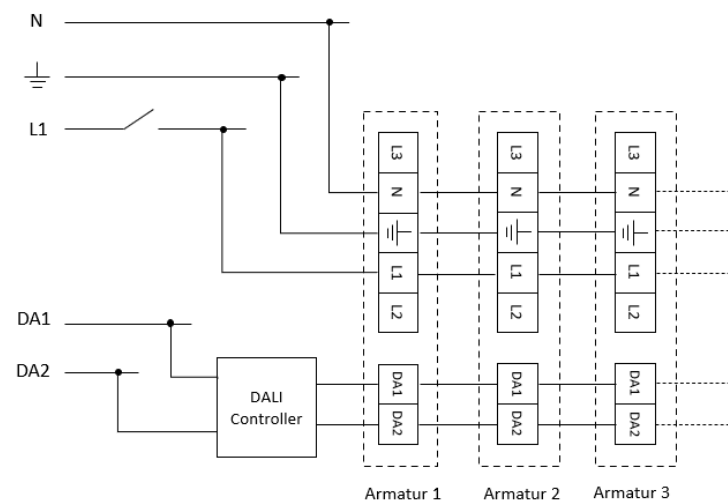 N
L1
DA1
DA2
DALI
Controller
L3
N
L1
L2
DA1
DA2
Armatur 1
L3
N
L1
L2
DA1
DA2
Armatur 2
L3
N
L1
L2
DA1
DA2
Armatur 3